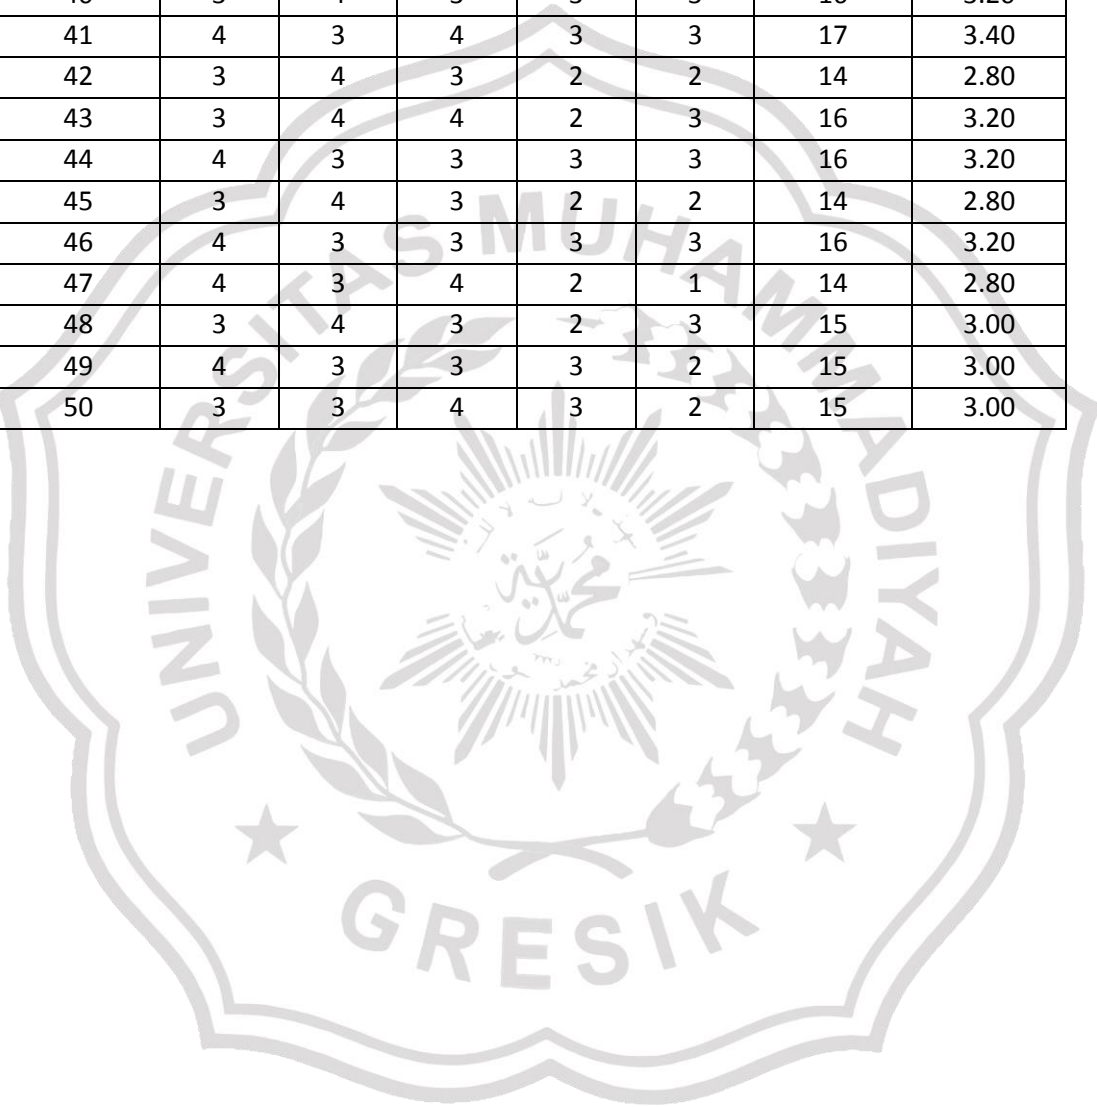 41 4 3 4 3 3 17 3.40
42 3 4 3 2 2 14 2.80
43 3 4 4 2 3 16 3.20
44 4 3 3 3 3 16 3.20
45 3 4 3 2 2 14 2.80
46 4 3 3 3 3 16 3.20
47 4 3 4 2 1 14 2.80
48 3 4 3 2 3 15 3.00
49 4 3 3 3 2 15 3.00
50 3 3 4 3 2 15 3.00
UNIVERSITAS MUHAMMADIYAH
GRESIK